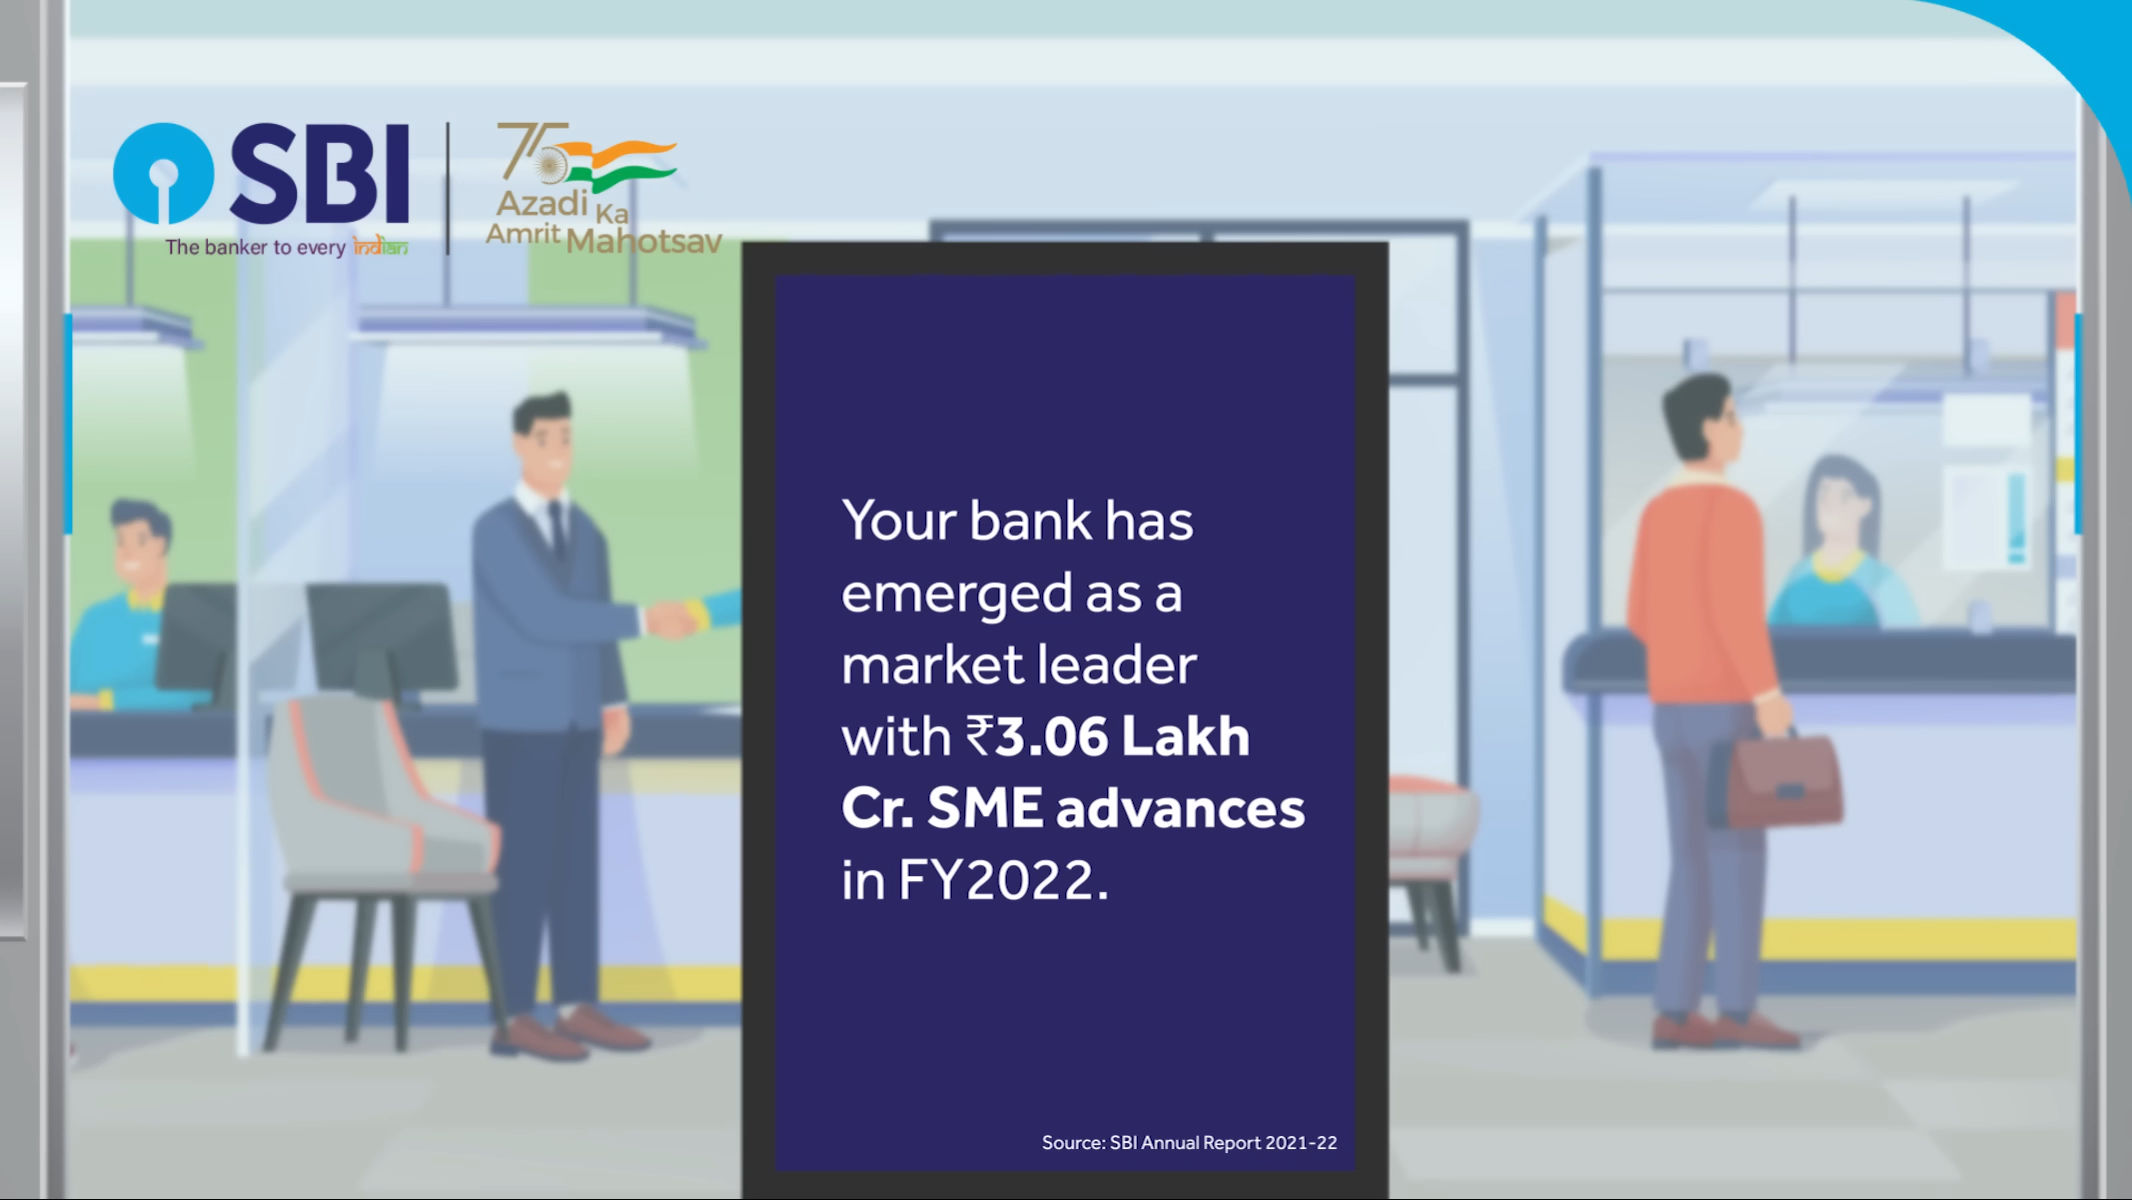 SBI
The banker to every indian
75
Azadi Ka
Amrit Mahotsav
Your bank has
emerged as a
market leader
with ₹3.06 Lakh
Cr. SME advances
in FY2022.
Source: SBI Annual Report 2021-22